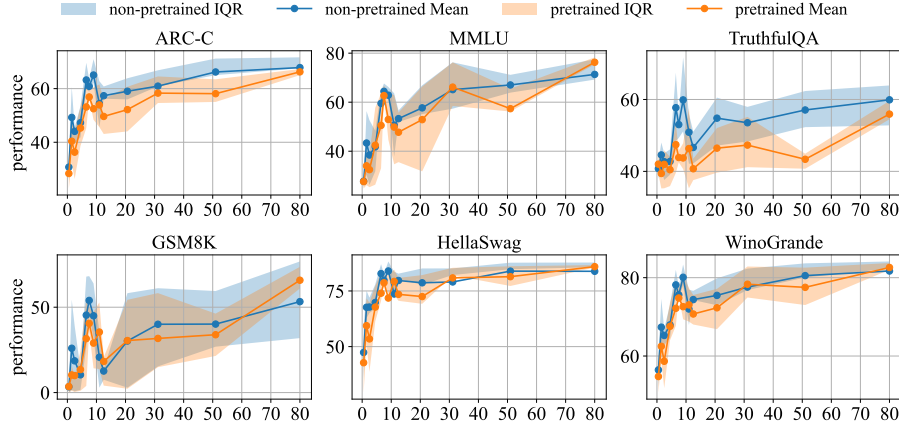 non-pretrained IQR non-pretrained Mean pretrained IQR pretrained Mean
ARC-C MMLU TruthfulQA
performance
60
40
0 10 20 30 40 50 60 70 80
80
60
40
0 10 20 30 40 50 60 70 80
60
40
0 10 20 30 40 50 60 70 80
GSM8K HellaSwag WinoGrande
performance
50
0
0 10 20 30 40 50 60 70 80
75
50
0 10 20 30 40 50 60 70 80
80
60
0 10 20 30 40 50 60 70 80